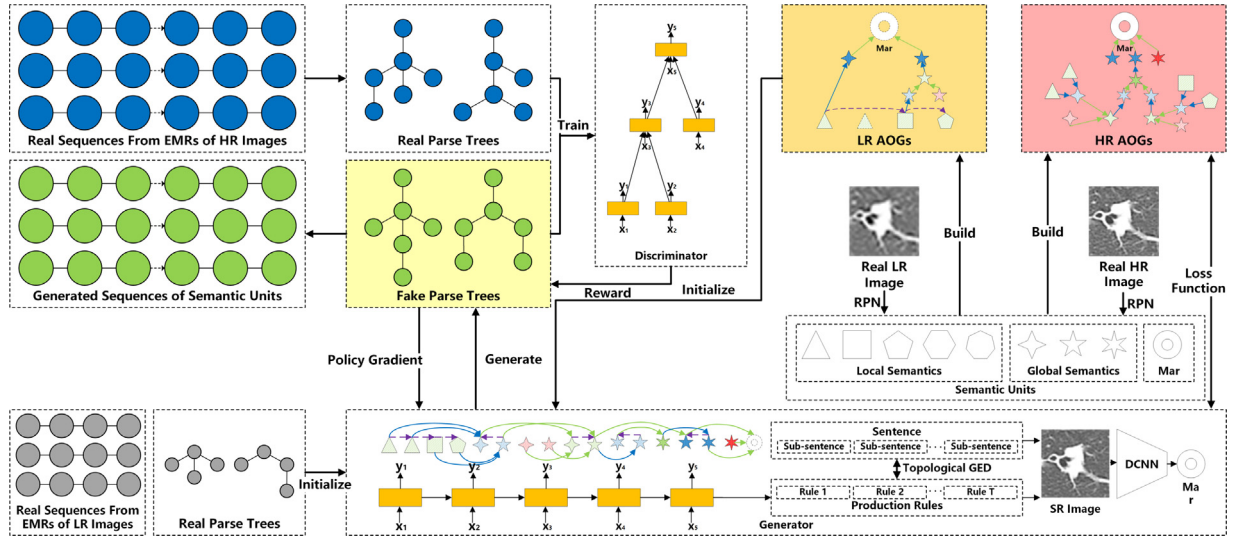 Real Sequences From EMRs of HR Images
Real Parse Trees
Train
y₅
x₅
y₃
y₄
x₃
x₄
y₁
y₂
x₁
x₂
Discriminator
Mar
LR AOGs
Mar
HR AOGs
Generated Sequences of Semantic Units
Fake Parse Trees
Reward
Initialize
Real LR
Image
RPN
Build
Build
Real HR
Image
RPN
Loss
Function
Policy Gradient
Generate
Local Semantics
Global Semantics
Mar
Semantic Units
Real Sequences From
EMRs of LR Images
Real Parse Trees
Initialize
y₁
y₂
y₃
y₄
y₅
x₁
x₂
x₃
x₄
x₅
Generator
Sentence
Sub-sentence
Sub-sentence
Sub-sentence
Topological GED
Rule 1
Rule 2
Rule T
Production Rules
SR Image
DCNN
Ma
r